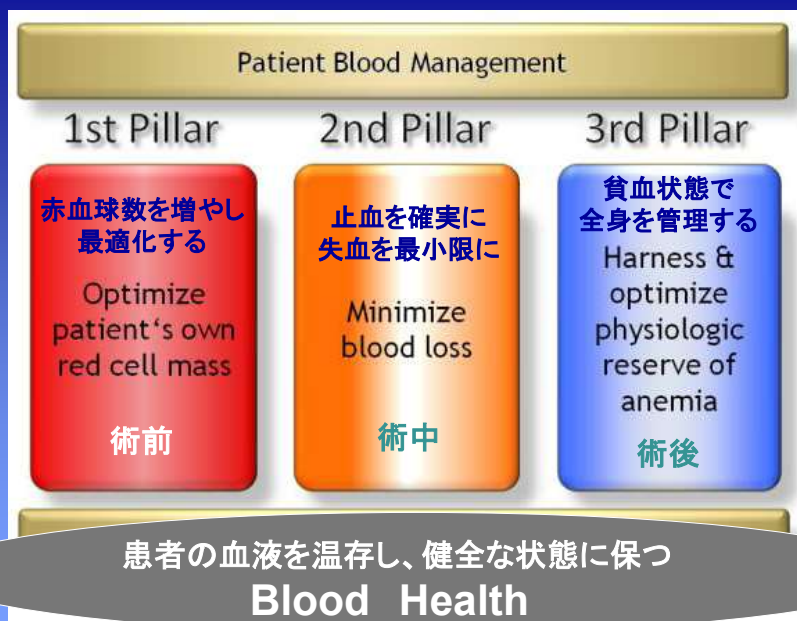 Patient Blood Management
1st Pillar
2nd Pillar
3rd Pillar
赤血球数を増やし
最適化する
Optimize
patient‘s own
red cell mass
術前
止血を確実に
失血を最小限に
Minimize
blood loss
術中
貧血状態で
全身を管理する
Harness &
optimize
physiologic
reserve of
anemia
術後
患者の血液を温存し、健全な状態に保つ
Blood Health